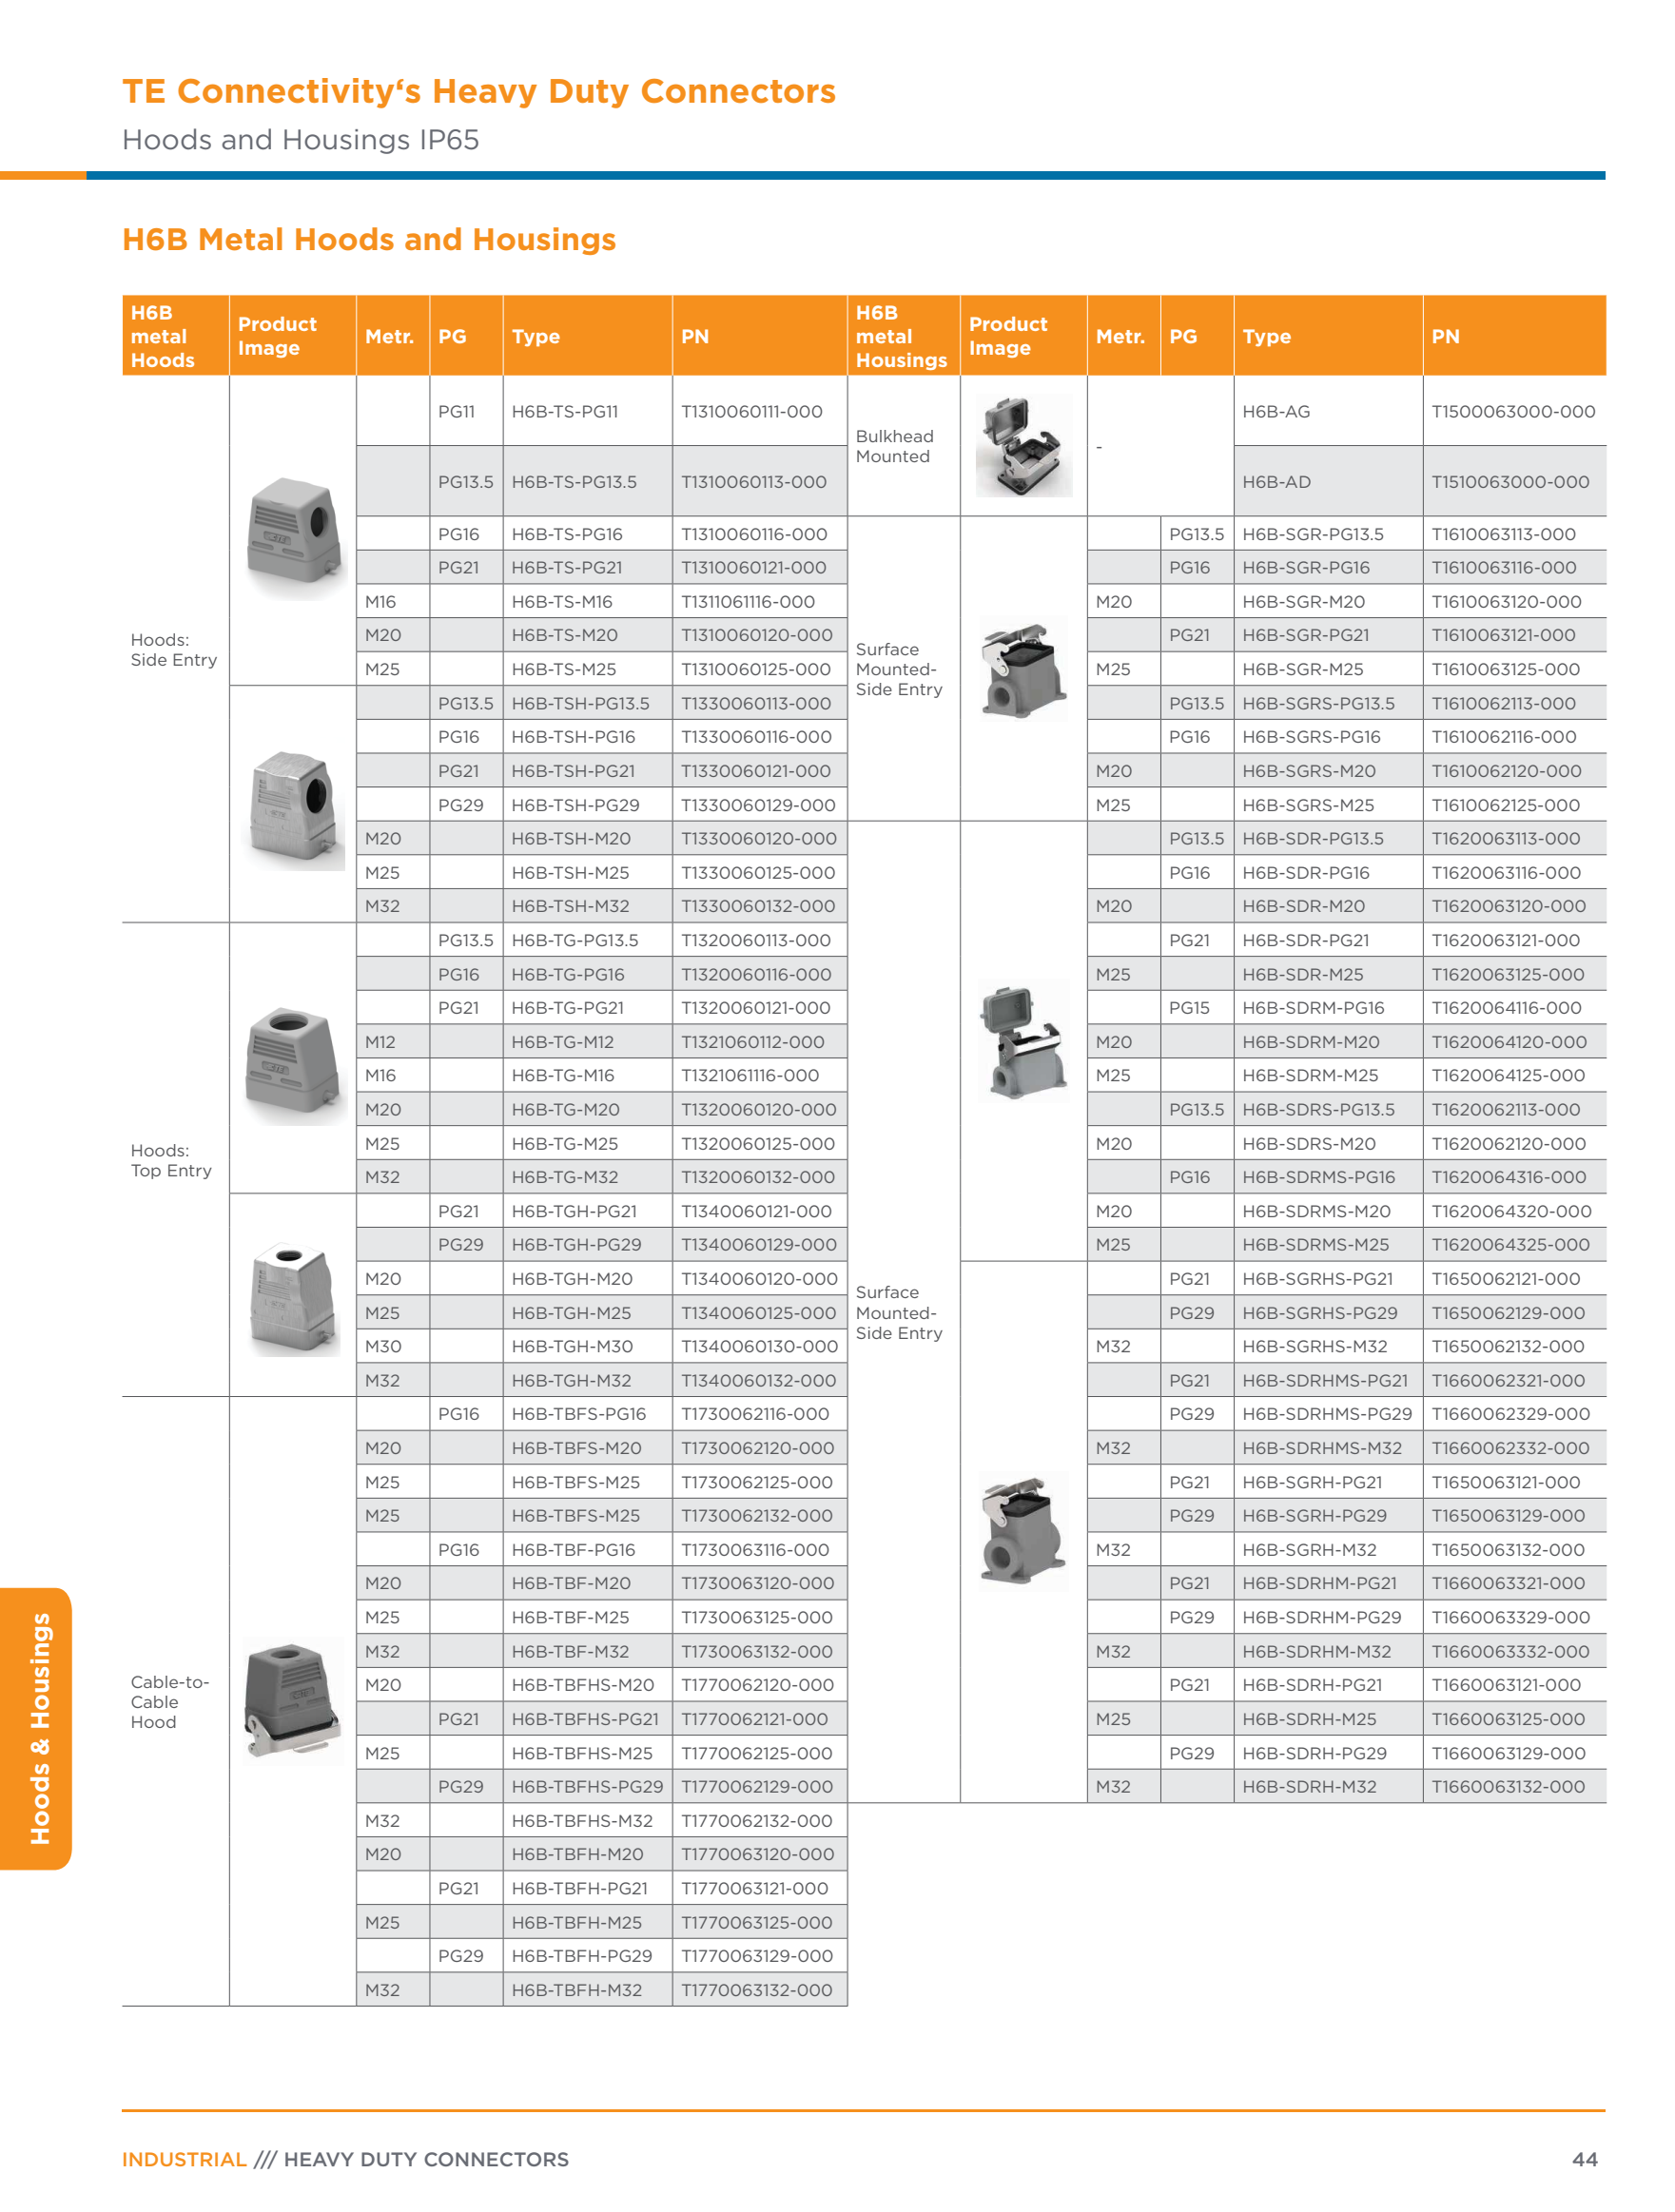 TE Connectivity‘s Heavy Duty Connectors
Hoods and Housings IP65
H6B Metal Hoods and Housings
H6B metal Hoods Product Image Metr. PG Type PN H6B metal Housings Product Image Metr. PG Type PN
Hoods: Side Entry
PG11 H6B-TS-PG11 T1310060111-000
PG13.5 H6B-TS-PG13.5 T1310060113-000
PG16 H6B-TS-PG16 T1310060116-000
PG21 H6B-TS-PG21 T1310060121-000
M16 H6B-TS-M16 T1311061116-000
M20 H6B-TS-M20 T1310060120-000
M25 H6B-TS-M25 T1310060125-000
PG13.5 H6B-TSH-PG13.5 T1330060113-000
PG16 H6B-TSH-PG16 T1330060116-000
PG21 H6B-TSH-PG21 T1330060121-000
PG29 H6B-TSH-PG29 T1330060129-000
M20 H6B-TSH-M20 T1330060120-000
M25 H6B-TSH-M25 T1330060125-000
M32 H6B-TSH-M32 T1330060132-000
Hoods: Top Entry
PG13.5 H6B-TG-PG13.5 T1320060113-000
PG16 H6B-TG-PG16 T1320060116-000
PG21 H6B-TG-PG21 T1320060121-000
M12 H6B-TG-M12 T1321060112-000
M16 H6B-TG-M16 T1321061116-000
M20 H6B-TG-M20 T1320060120-000
M25 H6B-TG-M25 T1320060125-000
M32 H6B-TG-M32 T1320060132-000
PG21 H6B-TGH-PG21 T1340060121-000
PG29 H6B-TGH-PG29 T1340060129-000
M20 H6B-TGH-M20 T1340060120-000
M25 H6B-TGH-M25 T1340060125-000
M30 H6B-TGH-M30 T1340060130-000
M32 H6B-TGH-M32 T1340060132-000
Cable-to-
Cable
Hood
PG16 H6B-TBFS-PG16 T1730062116-000
M20 H6B-TBFS-M20 T1730062120-000
M25 H6B-TBFS-M25 T1730062125-000
M25 H6B-TBFS-M25 T1730062132-000
PG16 H6B-TBF-PG16 T1730063116-000
M20 H6B-TBF-M20 T1730063120-000
M25 H6B-TBF-M25 T1730063125-000
M32 H6B-TBF-M32 T1730063132-000
M20 H6B-TBFHS-M20 T1770062120-000
PG21 H6B-TBFHS-PG21 T1770062121-000
M25 H6B-TBFHS-M25 T1770062125-000
PG29 H6B-TBFHS-PG29 T1770062129-000
M32 H6B-TBFHS-M32 T1770062132-000
M20 H6B-TBFH-M20 T1770063120-000
PG21 H6B-TBFH-PG21 T1770063121-000
M25 H6B-TBFH-M25 T1770063125-000
PG29 H6B-TBFH-PG29 T1770063129-000
M32 H6B-TBFH-M32 T1770063132-000
Bulkhead
Mounted
-
H6B-AG T1500063000-000
H6B-AD T1510063000-000
Surface
Mounted-
Side Entry
PG13.5 H6B-SGR-PG13.5 T1610063113-000
PG16 H6B-SGR-PG16 T1610063116-000
M20 H6B-SGR-M20 T1610063120-000
PG21 H6B-SGR-PG21 T1610063121-000
M25 H6B-SGR-M25 T1610063125-000
PG13.5 H6B-SGRS-PG13.5 T1610062113-000
PG16 H6B-SGRS-PG16 T1610062116-000
M20 H6B-SGRS-M20 T1610062120-000
M25 H6B-SGRS-M25 T1610062125-000
Surface
Mounted-
Side Entry
PG13.5 H6B-SDR-PG13.5 T1620063113-000
PG16 H6B-SDR-PG16 T1620063116-000
M20 H6B-SDR-M20 T1620063120-000
PG21 H6B-SDR-PG21 T1620063121-000
M25 H6B-SDR-M25 T1620063125-000
PG15 H6B-SDRM-PG16 T1620064116-000
M20 H6B-SDRM-M20 T1620064120-000
M25 H6B-SDRM-M25 T1620064125-000
PG13.5 H6B-SDRS-PG13.5 T1620062113-000
M20 H6B-SDRS-M20 T1620062120-000
PG16 H6B-SDRMS-PG16 T1620064316-000
M20 H6B-SDRMS-M20 T1620064320-000
M25 H6B-SDRMS-M25 T1620064325-000
PG21 H6B-SGRHS-PG21 T1650062121-000
PG29 H6B-SGRHS-PG29 T1650062129-000
M32 H6B-SGRHS-M32 T1650062132-000
PG21 H6B-SDRHMS-PG21 T1660062321-000
PG29 H6B-SDRHMS-PG29 T1660062329-000
M32 H6B-SDRHMS-M32 T1660062332-000
PG21 H6B-SGRH-PG21 T1650063121-000
PG29 H6B-SGRH-PG29 T1650063129-000
M32 H6B-SGRH-M32 T1650063132-000
PG21 H6B-SDRHM-PG21 T1660063321-000
PG29 H6B-SDRHM-PG29 T1660063329-000
M32 H6B-SDRHM-M32 T1660063332-000
PG21 H6B-SDRH-PG21 T1660063121-000
M25 H6B-SDRH-M25 T1660063125-000
PG29 H6B-SDRH-PG29 T1660063129-000
M32 H6B-SDRH-M32 T1660063132-000
Hoods & Housings
INDUSTRIAL /// HEAVY DUTY CONNECTORS 44